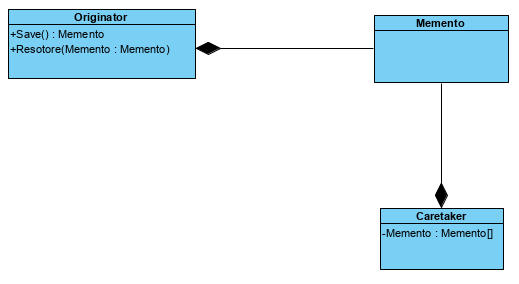 Originator
+Save() : Memento
+Resotore(Memento : Memento)
Memento
Caretaker
-Memento : Memento[]